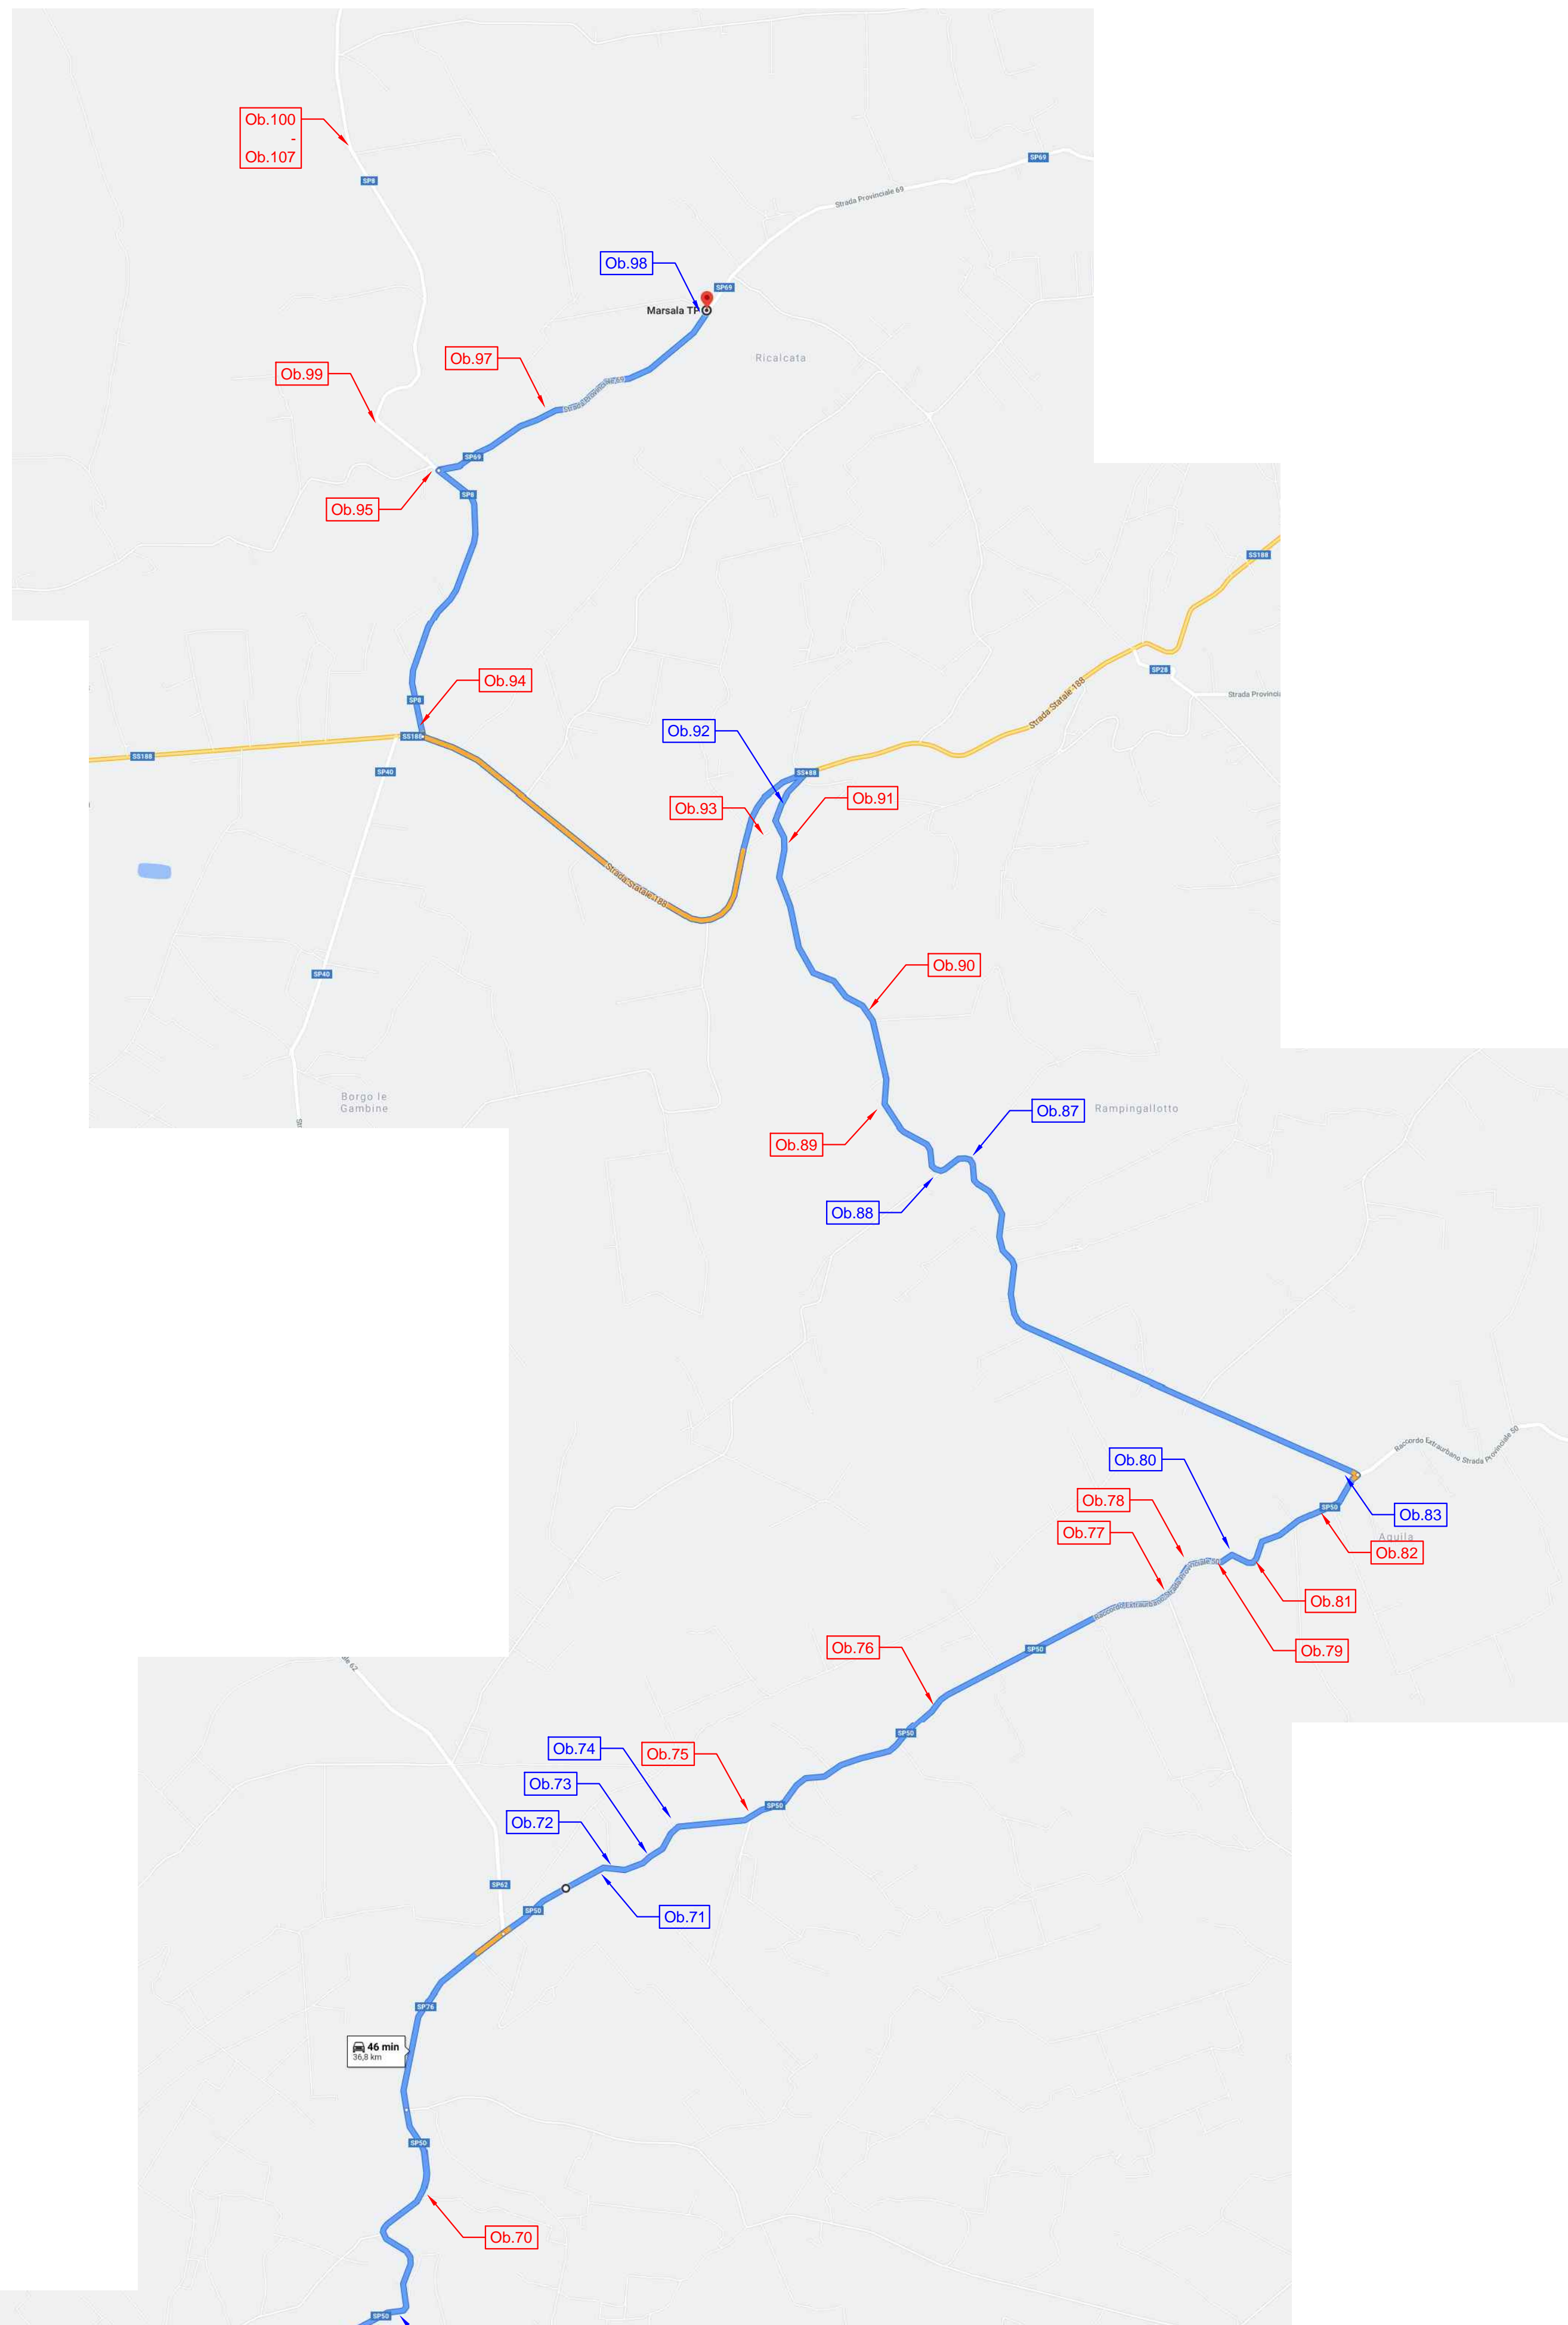 Ob.100
-
Ob.107
SP69
SP8
Strada Provinciale 69
Ob.98
SP69
Marsala TP
Ricalcata
Ob.97
Ob.99
SP69
SP8
Ob.95
SS188
SP28
Ob.94
Strada Provincia
SP8
Strada Statale 188
Ob.92
SS188
SS188
SP40
SS188
Ob.91
Ob.93
Strada Statale 188
Ob.90
SP40
Borgo le
Gambine
Rampingallotto
Ob.87
Ob.89
Ob.88
Raccordo Extraurbano Strada Provinciale 50
Ob.80
Ob.78
SP50
Ob.83
Ob.77
Aquila
Ob.82
Ob.81
Ob.76
SP50
Ob.79
SP50
Ob.74
Ob.75
Ob.73
SP50
Ob.72
SP62
SP50
Ob.71
SP76
46 min
36,8 km
SP50
Ob.70
SP50